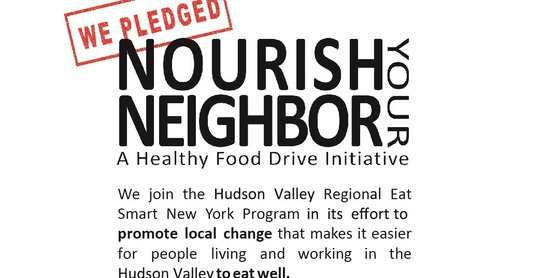 WE PLEDGED
NOURISH YOUR
NEIGHBOR
A Healthy Food Drive Initiative
We join the Hudson Valley Regional Eat
Smart New York Program in its effort to
promote local change that makes it easier
for people living and working in the
Hudson Valley to eat well.